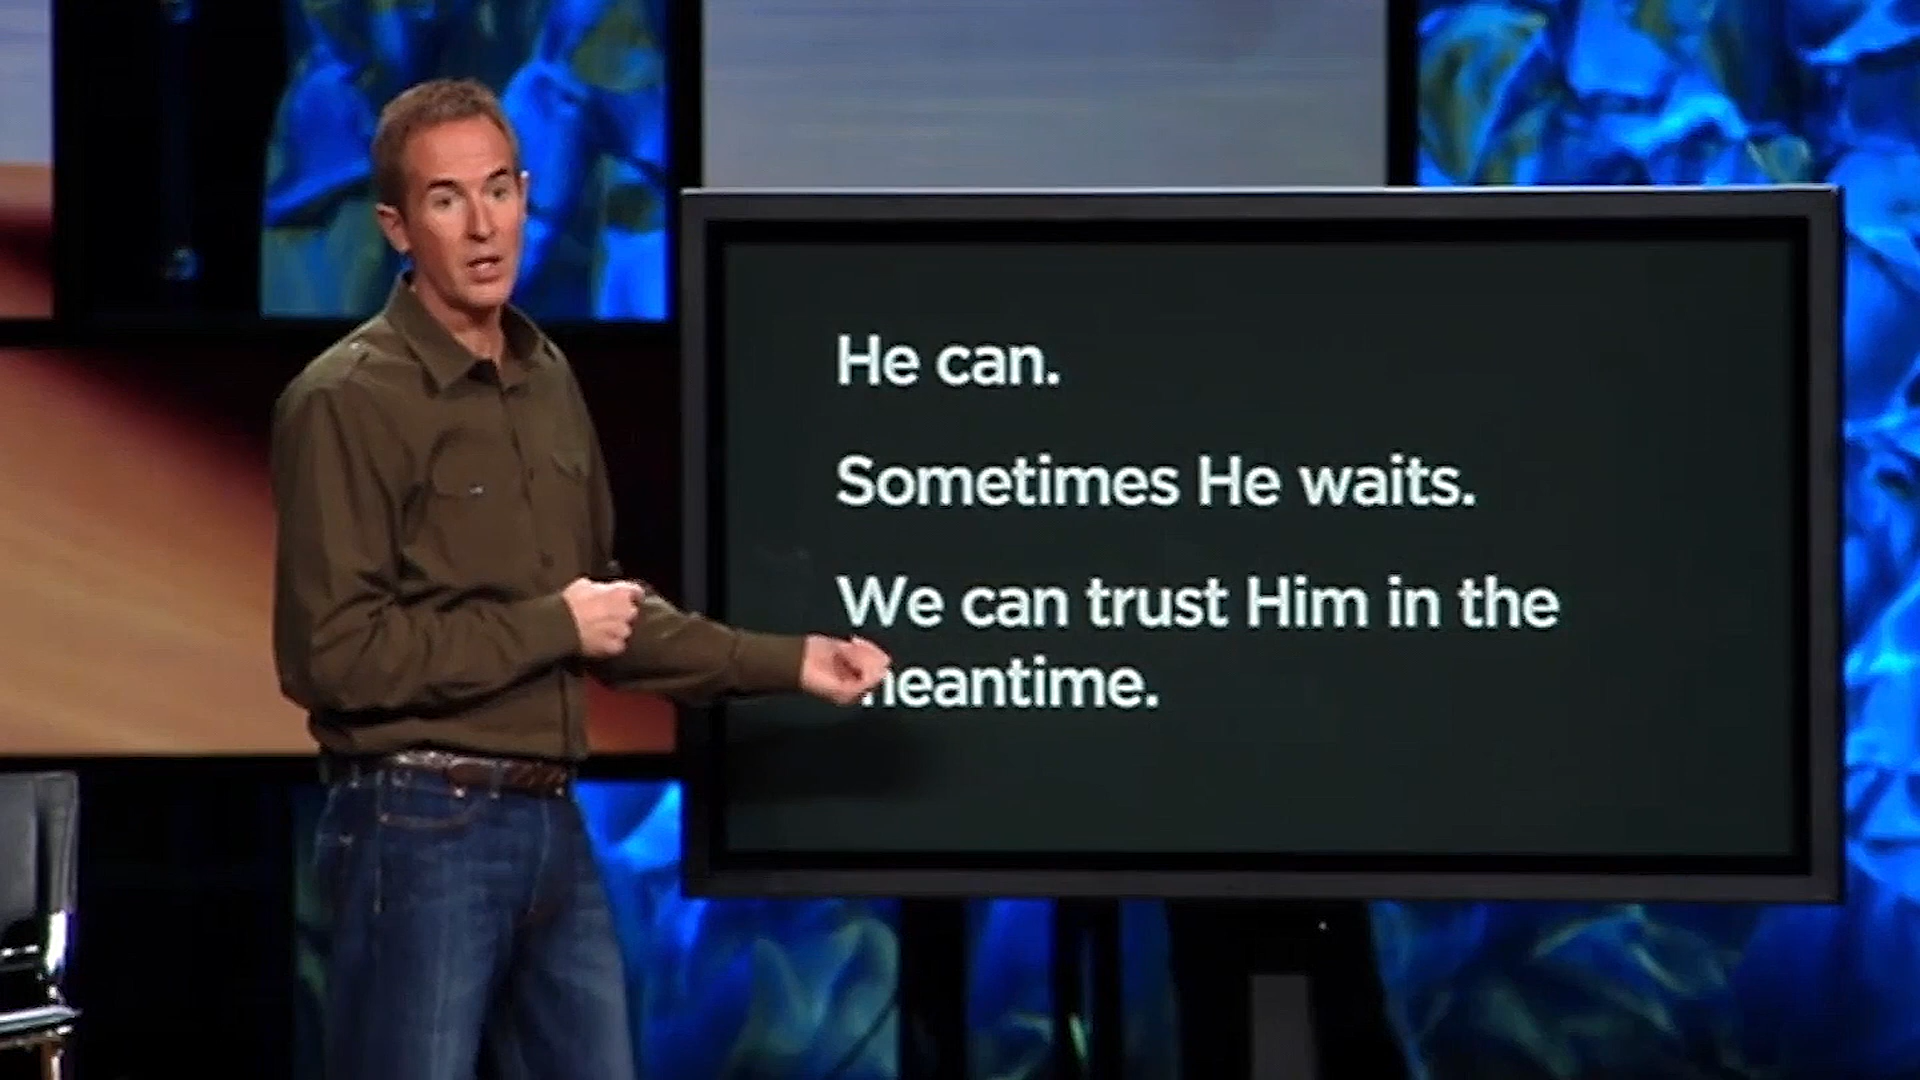 He can.
Sometimes He waits.
We can trust Him in the
meantime.